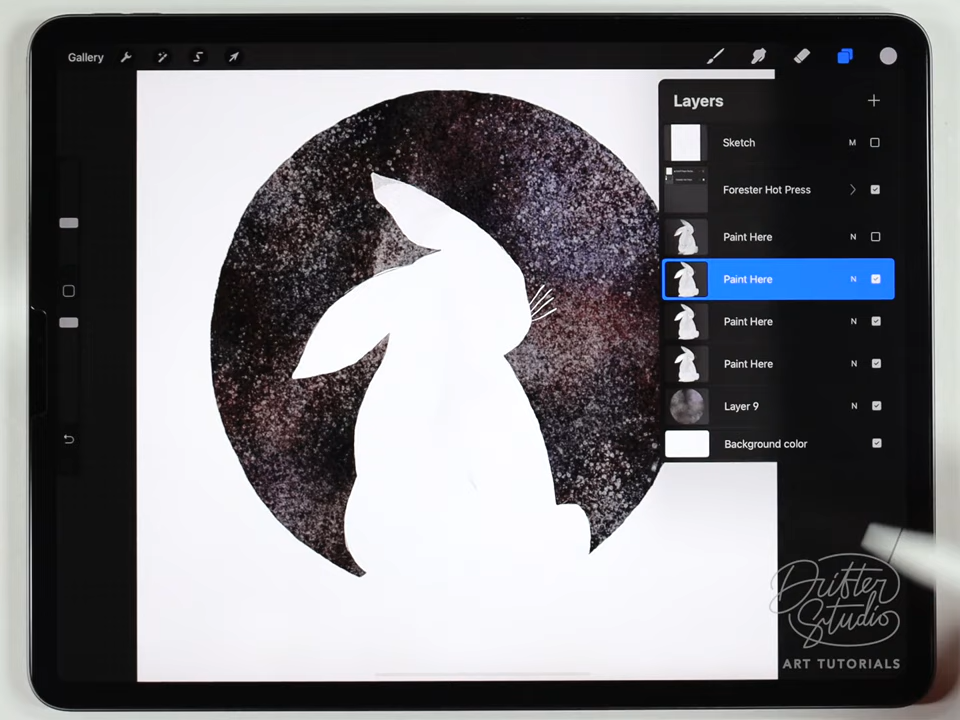 Gallery
Layers
Sketch M
Forester Hot Press
Paint Here N
Paint Here N
Paint Here N
Paint Here N
Layer 9 N
Background color
Drifter
Studio
ART TUTORIALS